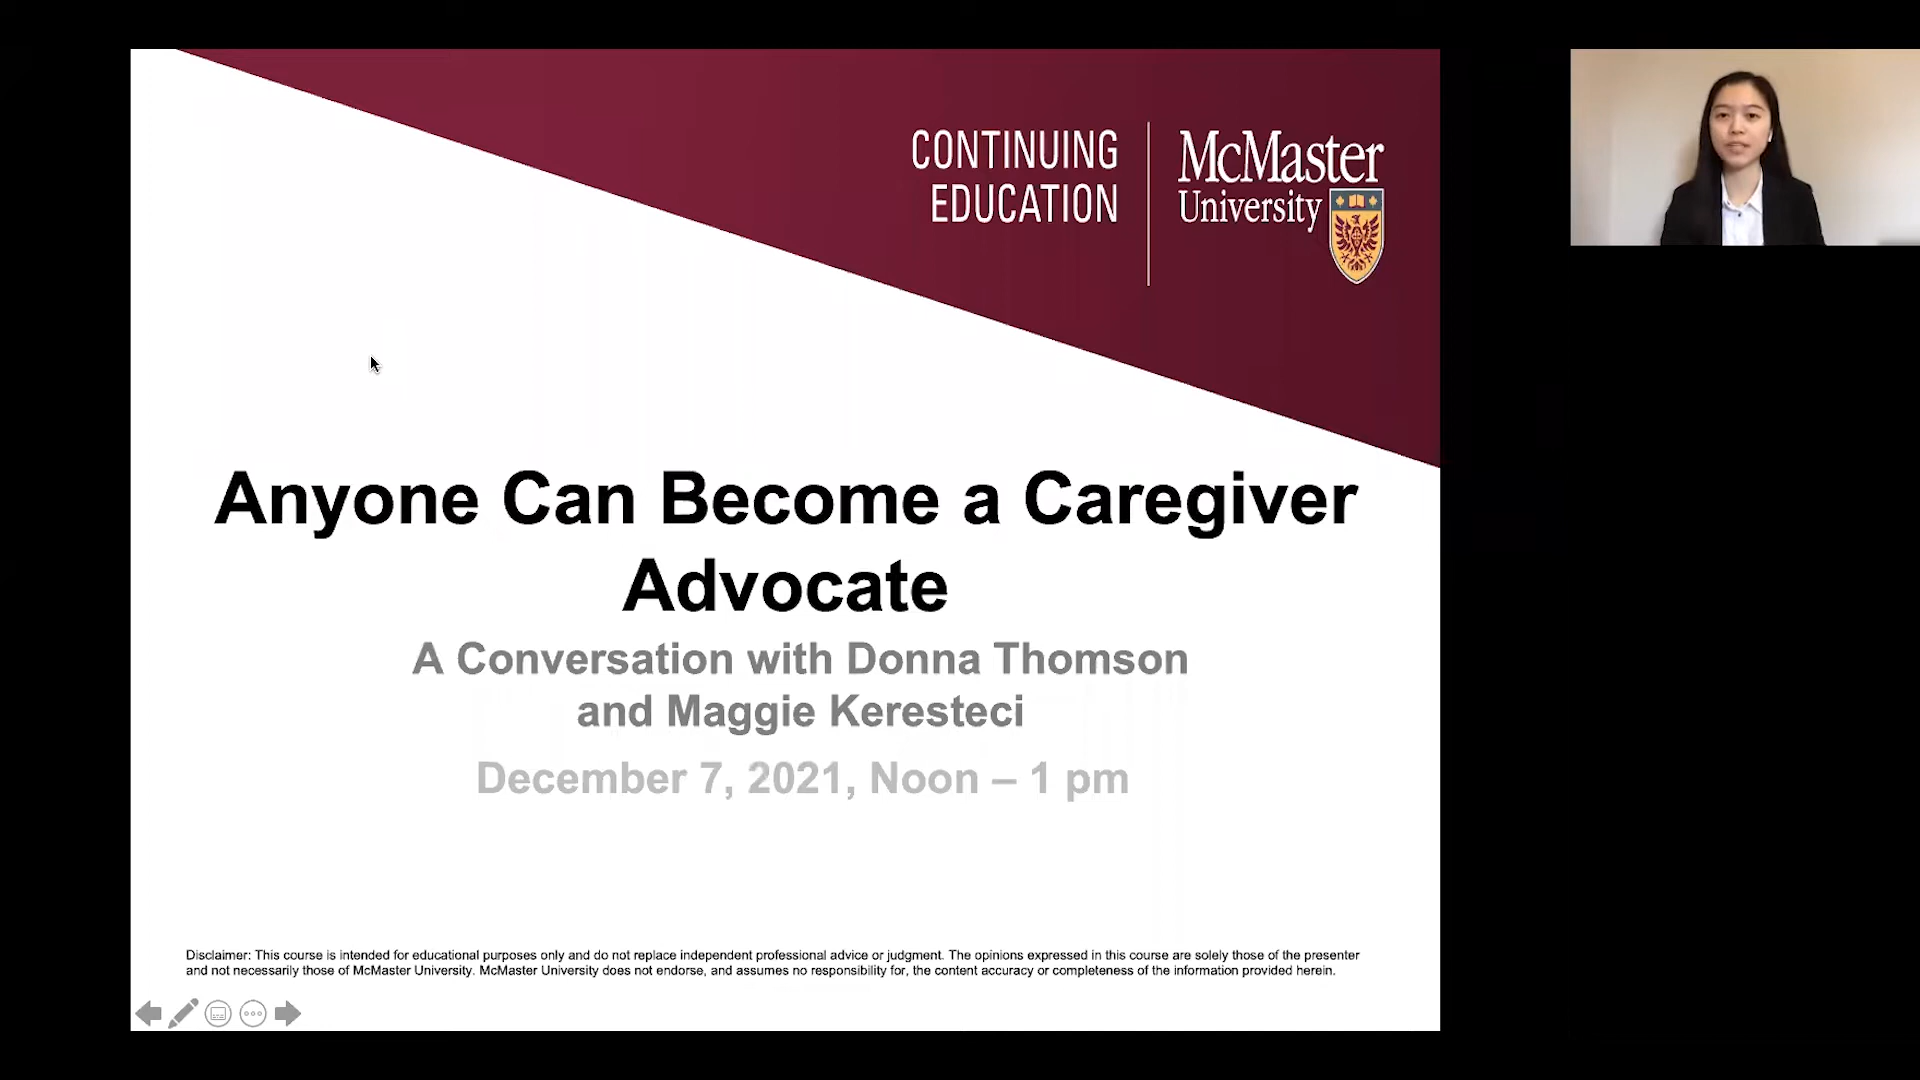 CONTINUING
EDUCATION
McMaster
University
Anyone Can Become a Caregiver
Advocate
A Conversation with Donna Thomson
and Maggie Keresteci
December 7, 2021, Noon – 1 pm
Disclaimer: This course is intended for educational purposes only and do not replace independent professional advice or judgment. The opinions expressed in this course are solely those of the presenter
and not necessarily those of McMaster University. McMaster University does not endorse, and assumes no responsibility for, the content accuracy or completeness of the information provided herein.